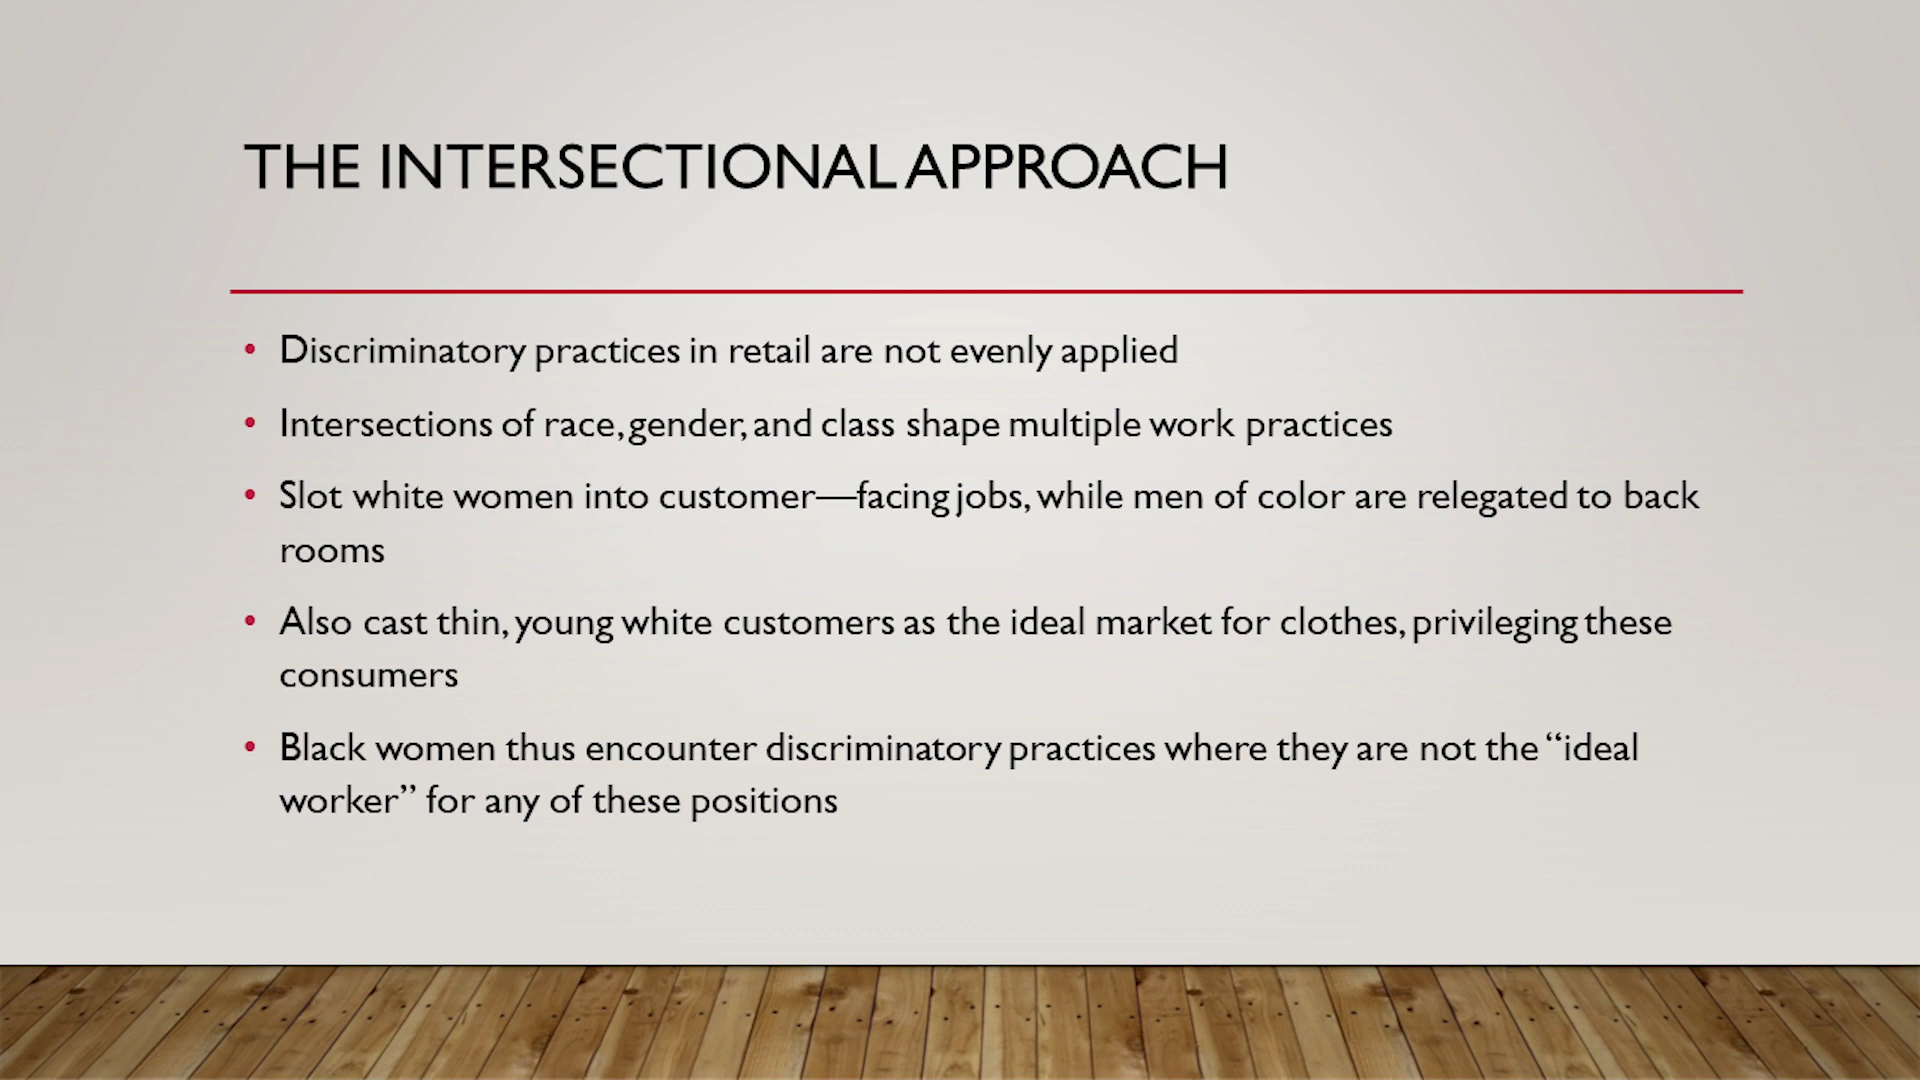 THE INTERSECTIONAL APPROACH
• Discriminatory practices in retail are not evenly applied
• Intersections of race, gender, and class shape multiple work practices
• Slot white women into customer—facing jobs, while men of color are relegated to back
rooms
• Also cast thin, young white customers as the ideal market for clothes, privileging these
consumers
• Black women thus encounter discriminatory practices where they are not the “ideal
worker” for any of these positions